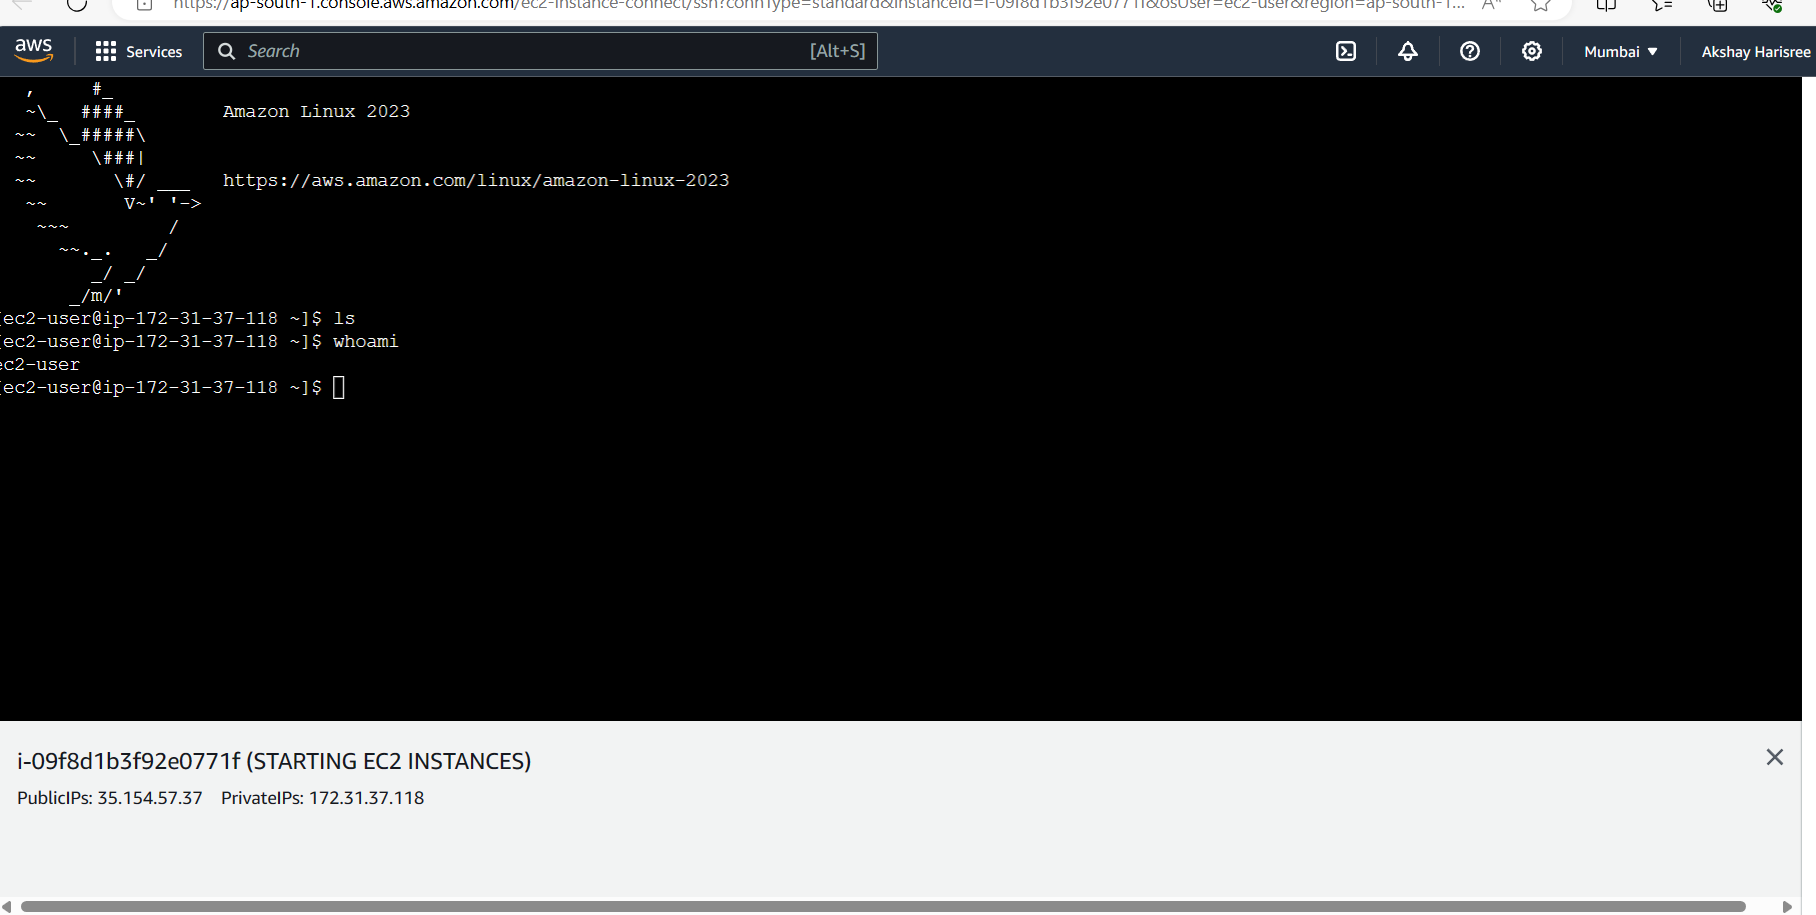 https://ap-south-1.console.aws.amazon.com/ec2-instance-connect/ssh?connType=standard&instanceId=i-09f8d1b3f92e0771f&osUser=ec2-user&region=ap-south-1...
aws Services Search [Alt+S] Mumbai ▼ Akshay Harisree
   ,     #_
   ~\_  ####_        Amazon Linux 2023
  ~~  \_#####\
  ~~     \###|
  ~~       \#/ ___   https://aws.amazon.com/linux/amazon-linux-2023
   ~~       V~' '->
    ~~~         /
      ~~._.   _/
         _/ _/
       _/m/'
[ec2-user@ip-172-31-37-118 ~]$ ls
[ec2-user@ip-172-31-37-118 ~]$ whoami
ec2-user
[ec2-user@ip-172-31-37-118 ~]$
i-09f8d1b3f92e0771f (STARTING EC2 INSTANCES)
PublicIPs: 35.154.57.37 PrivateIPs: 172.31.37.118